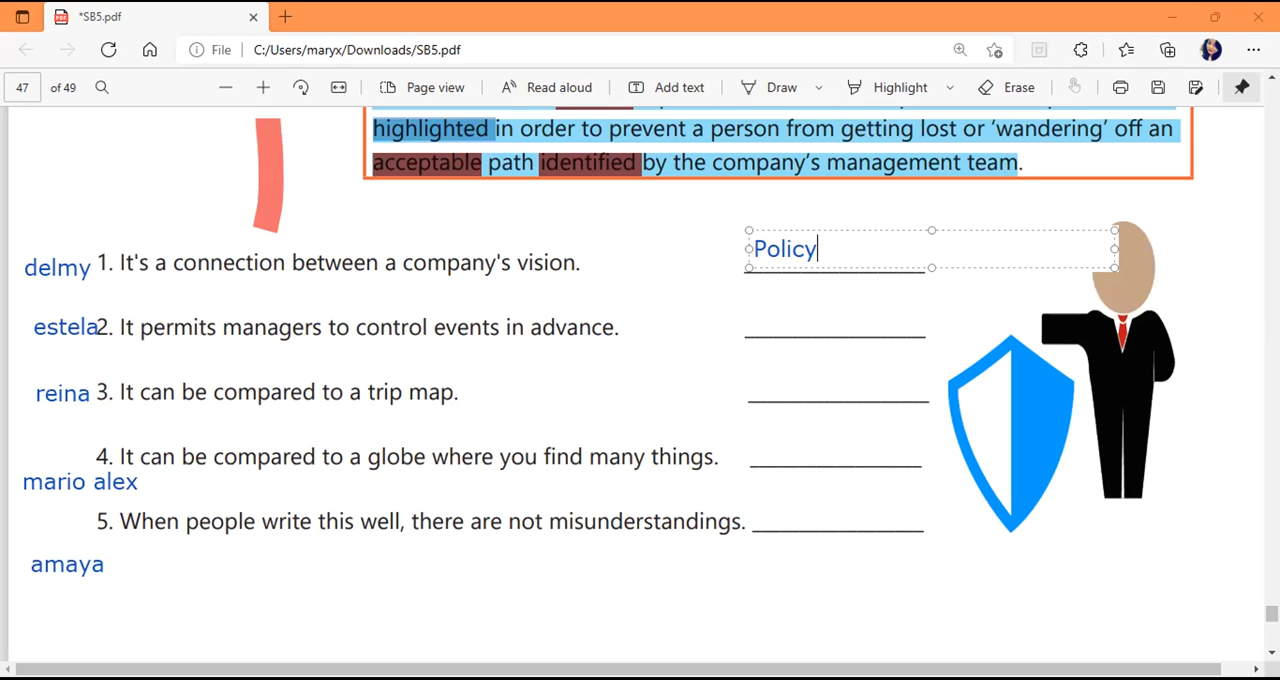 *SB5.pdf
File C:/Users/maryx/Downloads/SB5.pdf
47 of 49 Page view Read aloud Add text Draw Highlight Erase
highlighted in order to prevent a person from getting lost or ‘wandering’ off an
acceptable path identified by the company’s management team.
Policy
delmy 1. It's a connection between a company's vision.
estela 2. It permits managers to control events in advance.
reina 3. It can be compared to a trip map.
4. It can be compared to a globe where you find many things.
mario alex
5. When people write this well, there are not misunderstandings.
amaya